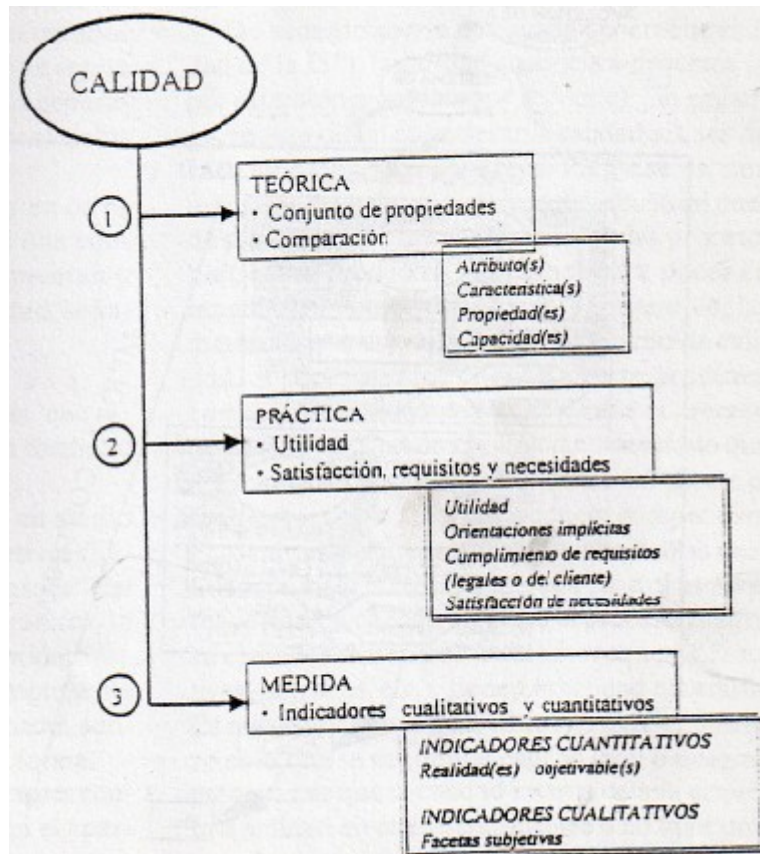 CALIDAD
1
TEÓRICA
• Conjunto de propiedades
• Comparación
Atributo(s)
Característica(s)
Propiedad(es)
Capacidad(es)
2
PRÁCTICA
• Utilidad
• Satisfacción, requisitos y necesidades
Utilidad
Orientaciones implícitas
Cumplimiento de requisitos
(legales o del cliente)
Satisfacción de necesidades
3
MEDIDA
Indicadores cualitativos y cuantitativos
INDICADORES CUANTITATIVOS
Realidad(es) ojetivable(s)
INDICADORES CUALITATIVOS
Facetas subjetivas